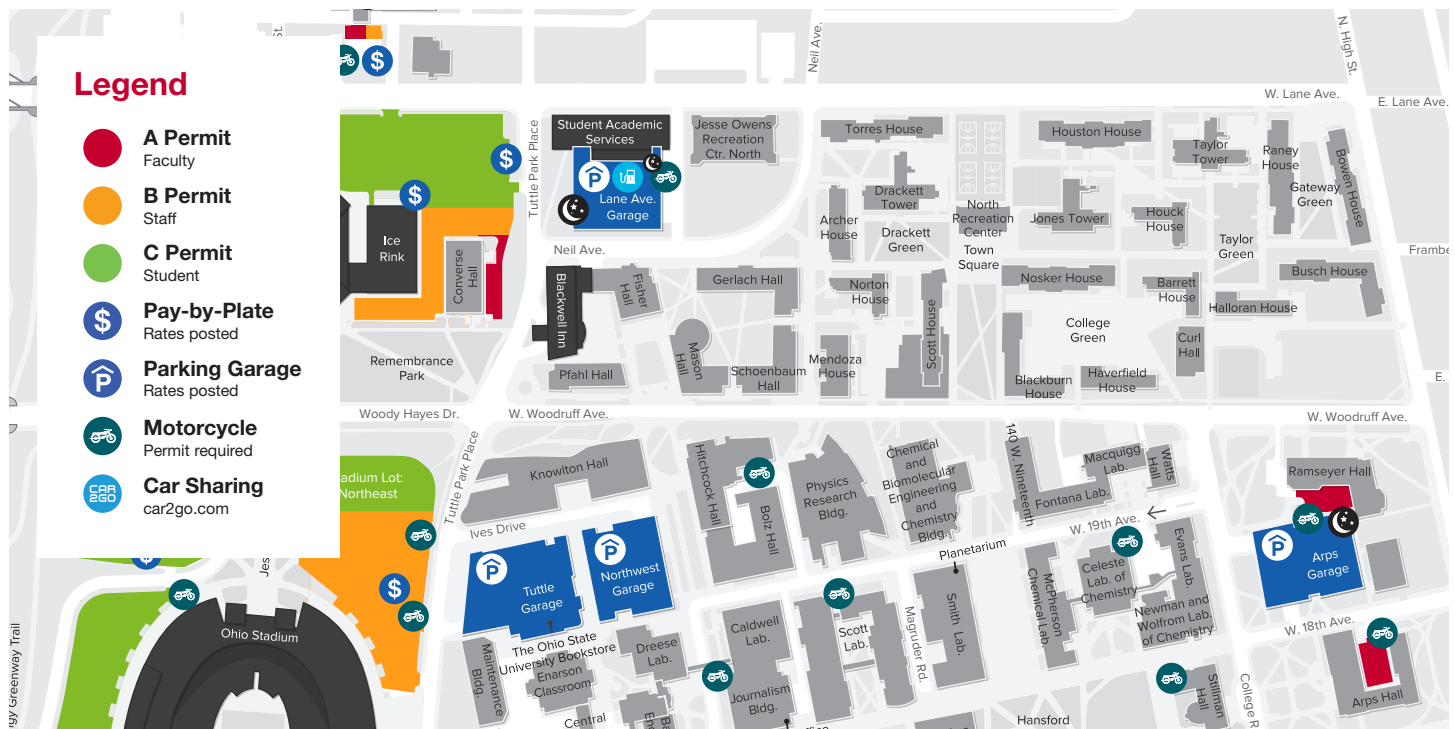 Legend
A Permit
Faculty
B Permit
Staff
C Permit
Student
$
Pay-by-Plate
Rates posted
P
Parking Garage
Rates posted
Motorcycle
Permit required
CAR
2GO
Car Sharing
car2go.com
St.
$
Neil Ave.
N. High St.
W. Lane Ave.
E. Lane Ave.
Tuttle Park Place
$
$
Student Academic
Services
P
Lane Ave.
Garage
Jesse Owens
Recreation
Ctr. North
Torres House
Houston House
Taylor
Tower
Raney
House
Bowen House
Gateway
Green
Drackett
Tower
Archer
House
Drackett
Green
North
Recreation
Center
Town
Square
Jones Tower
Houck
House
Taylor
Green
Ice
Rink
Converse
Hall
Neil Ave.
Blackwell Inn
Fisher
Hall
Gerlach Hall
Norton
House
Scott House
Nosker House
Barrett
House
Halloran House
Busch House
College
Green
Curl
Hall
Remembrance
Park
Pfahl Hall
Mason
Hall
Schoenbaum
Hall
Mendoza
House
Blackburn
House
Haverfield
House
E.
Woody Hayes Dr.
W. Woodruff Ave.
W. Woodruff Ave.
Tuttle Park Place
Northeast
Knowlton Hall
Ives Drive
Hitchcock Hall
Bolz Hall
Physics
Research
Bldg.
Chemical
and
Biomolecular
Engineering
and
Chemistry
Bldg.
140 W. Nineteenth
Macquigg
Lab.
Watts
Hall
Fontana Lab.
W. 19th Ave.
Ramseyer Hall
P
Arps
Garage
P
Tuttle
Garage
P
Northwest
Garage
$
Planetarium
McPherson
Chemical Lab.
Celeste
Lab. of
Chemistry
Evans Lab.
Newman and
Wolfrom Lab.
of Chemistry
W. 18th Ave.
Ohio Stadium
The Ohio State
University Bookstore
Maintenance
Bldg.
Enarson
Classroom
Dreese
Lab.
Caldwell
Lab.
Scott
Lab.
Magruder Rd.
Smith Lab.
Journalism
Bldg.
Central
Stillman
Hall
Arps Hall
Hansford